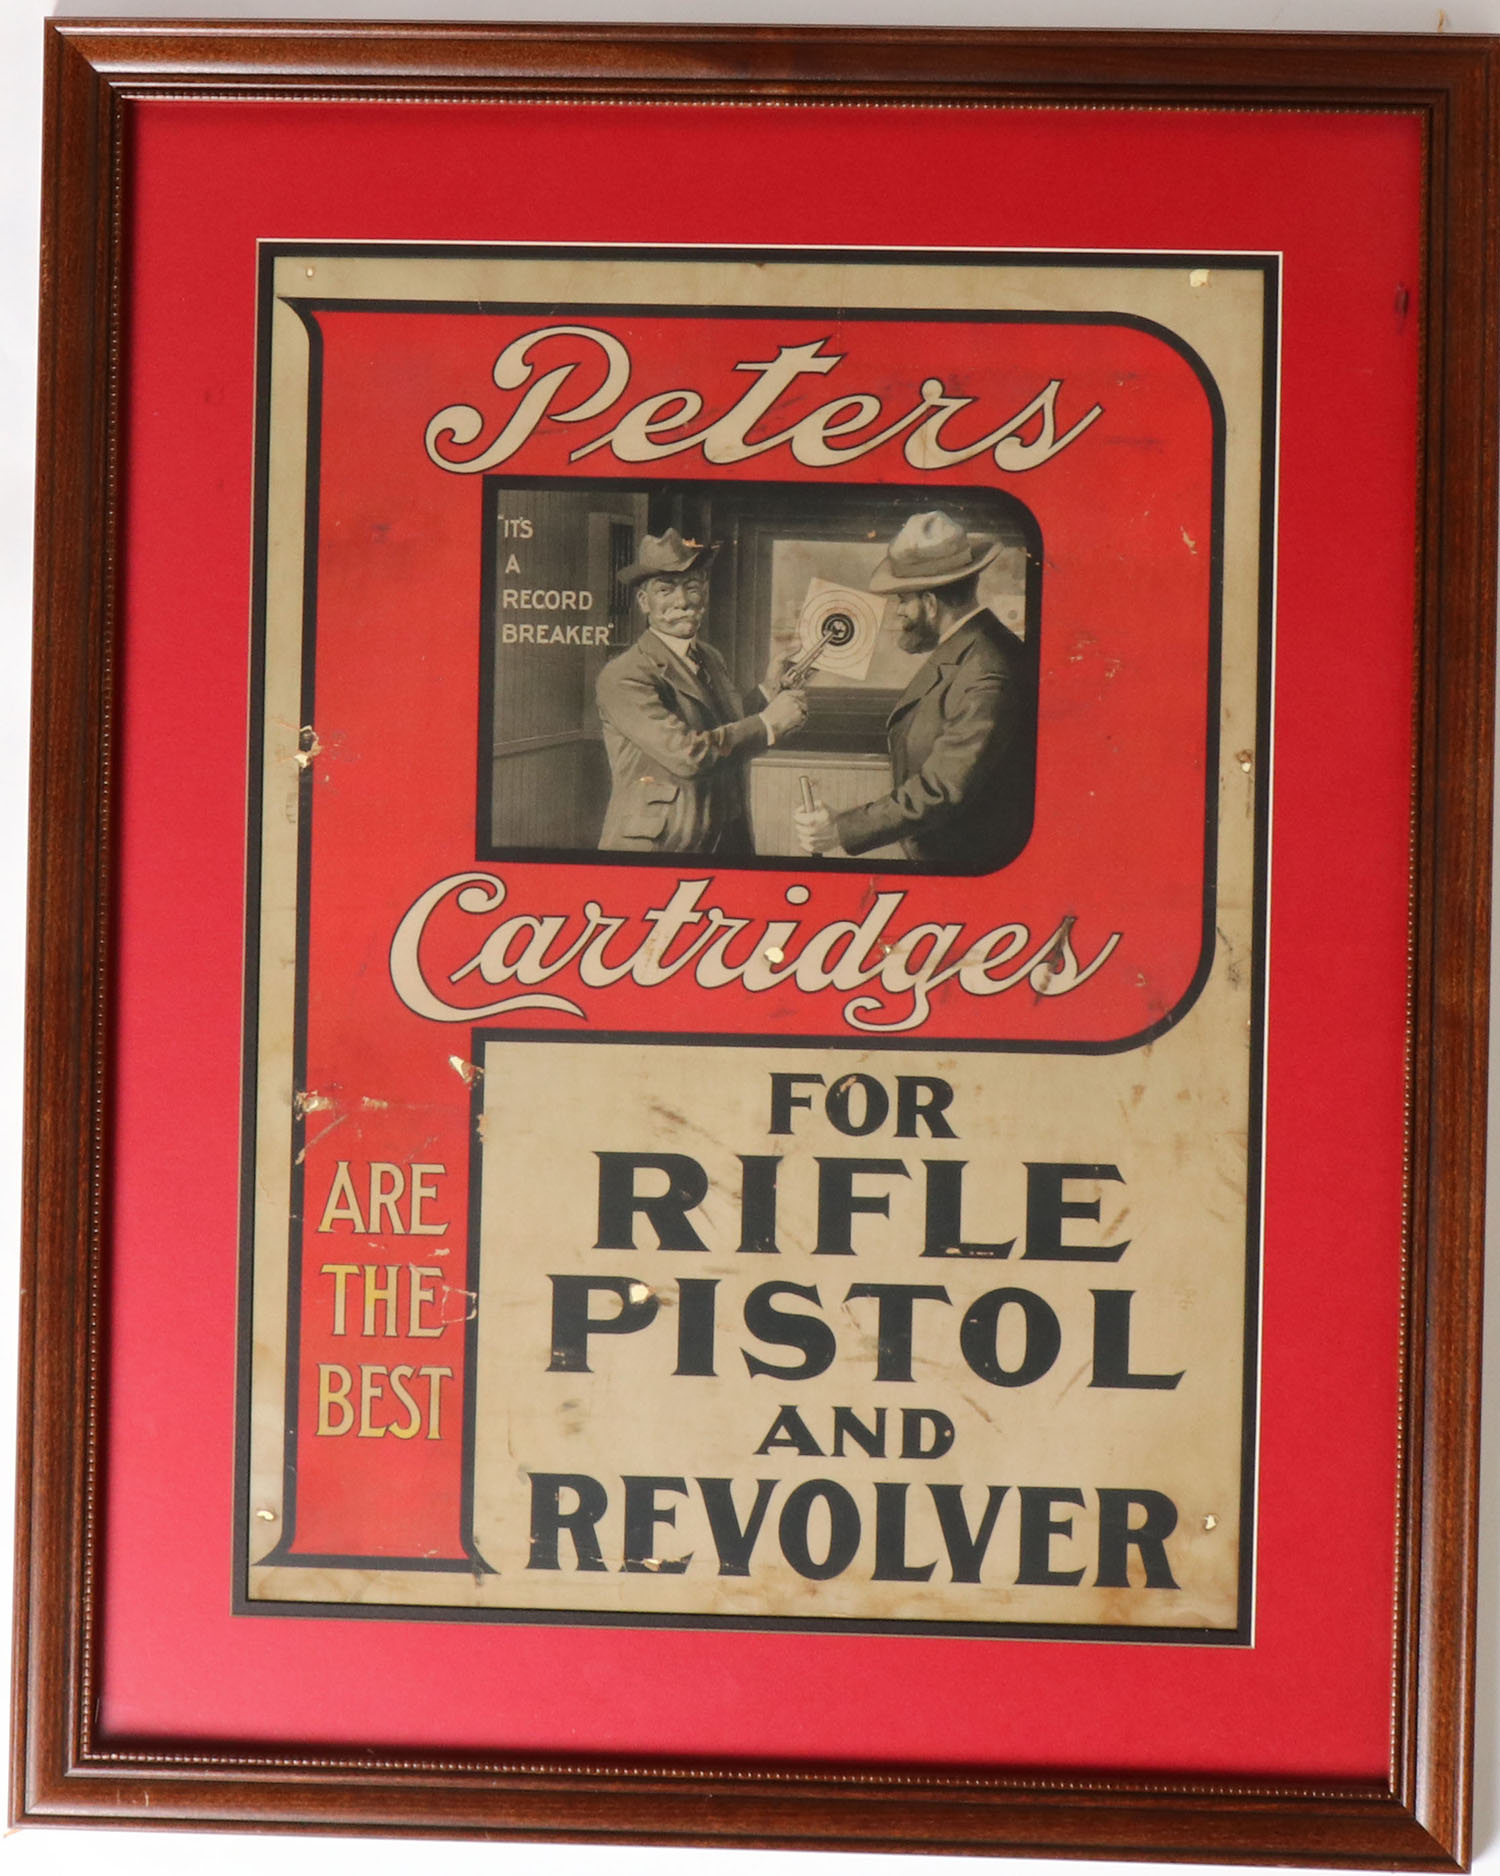 Peters
"IT'S
A
RECORD
BREAKER"
Cartridges
ARE
THE
BEST
FOR
RIFLE
PISTOL
AND
REVOLVER